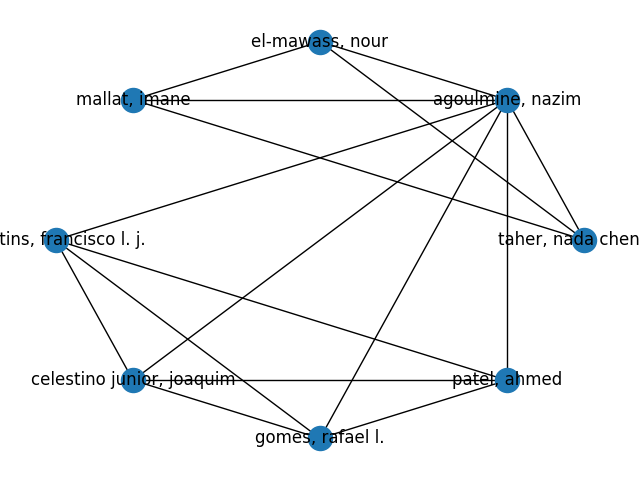 el-mawass, nour
mallat, imane
agoulmine, nazim
tins, francisco l. j.
taher, nada chen
celestino junior, joaquim
patel, ahmed
gomes, rafael l.